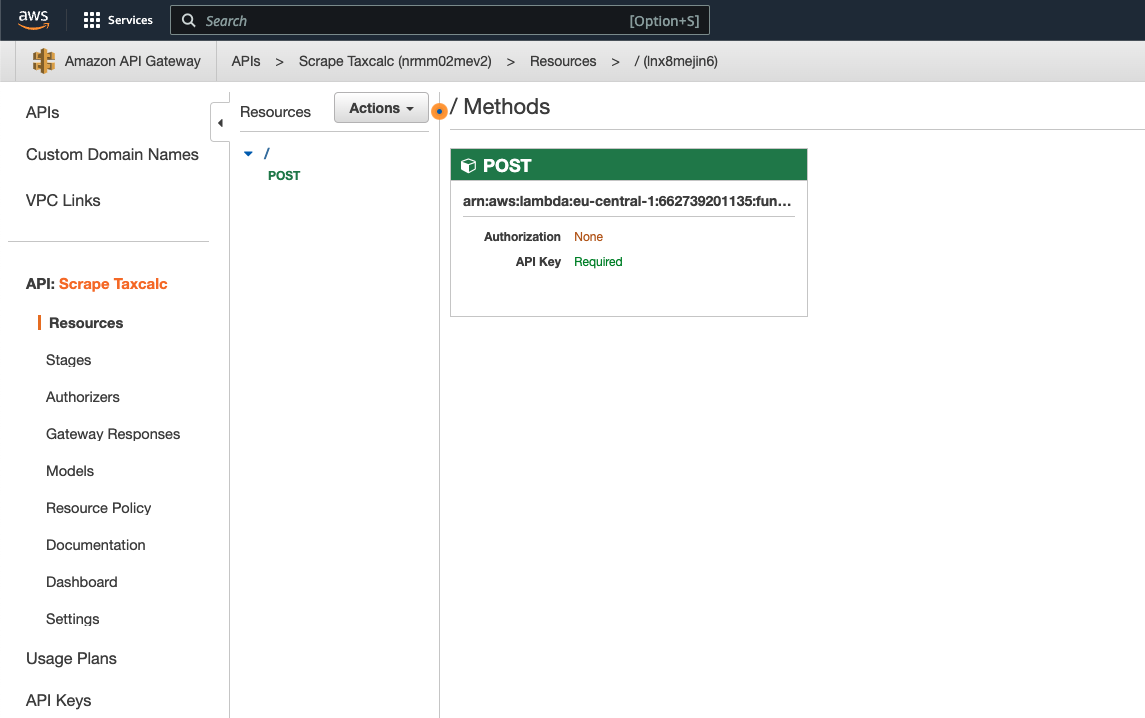 aws
Services
Search
[Option+S]
Amazon API Gateway
APIs > Scrape Taxcalc (nrmm02mev2) > Resources > / (lnx8mejin6)
APIs
Custom Domain Names
VPC Links
API: Scrape Taxcalc
Resources
Stages
Authorizers
Gateway Responses
Models
Resource Policy
Documentation
Dashboard
Settings
Usage Plans
API Keys
Resources
Actions
/
POST
/ Methods
POST
arn:aws:lambda:eu-central-1:662739201135:fun...
Authorization None
API Key Required